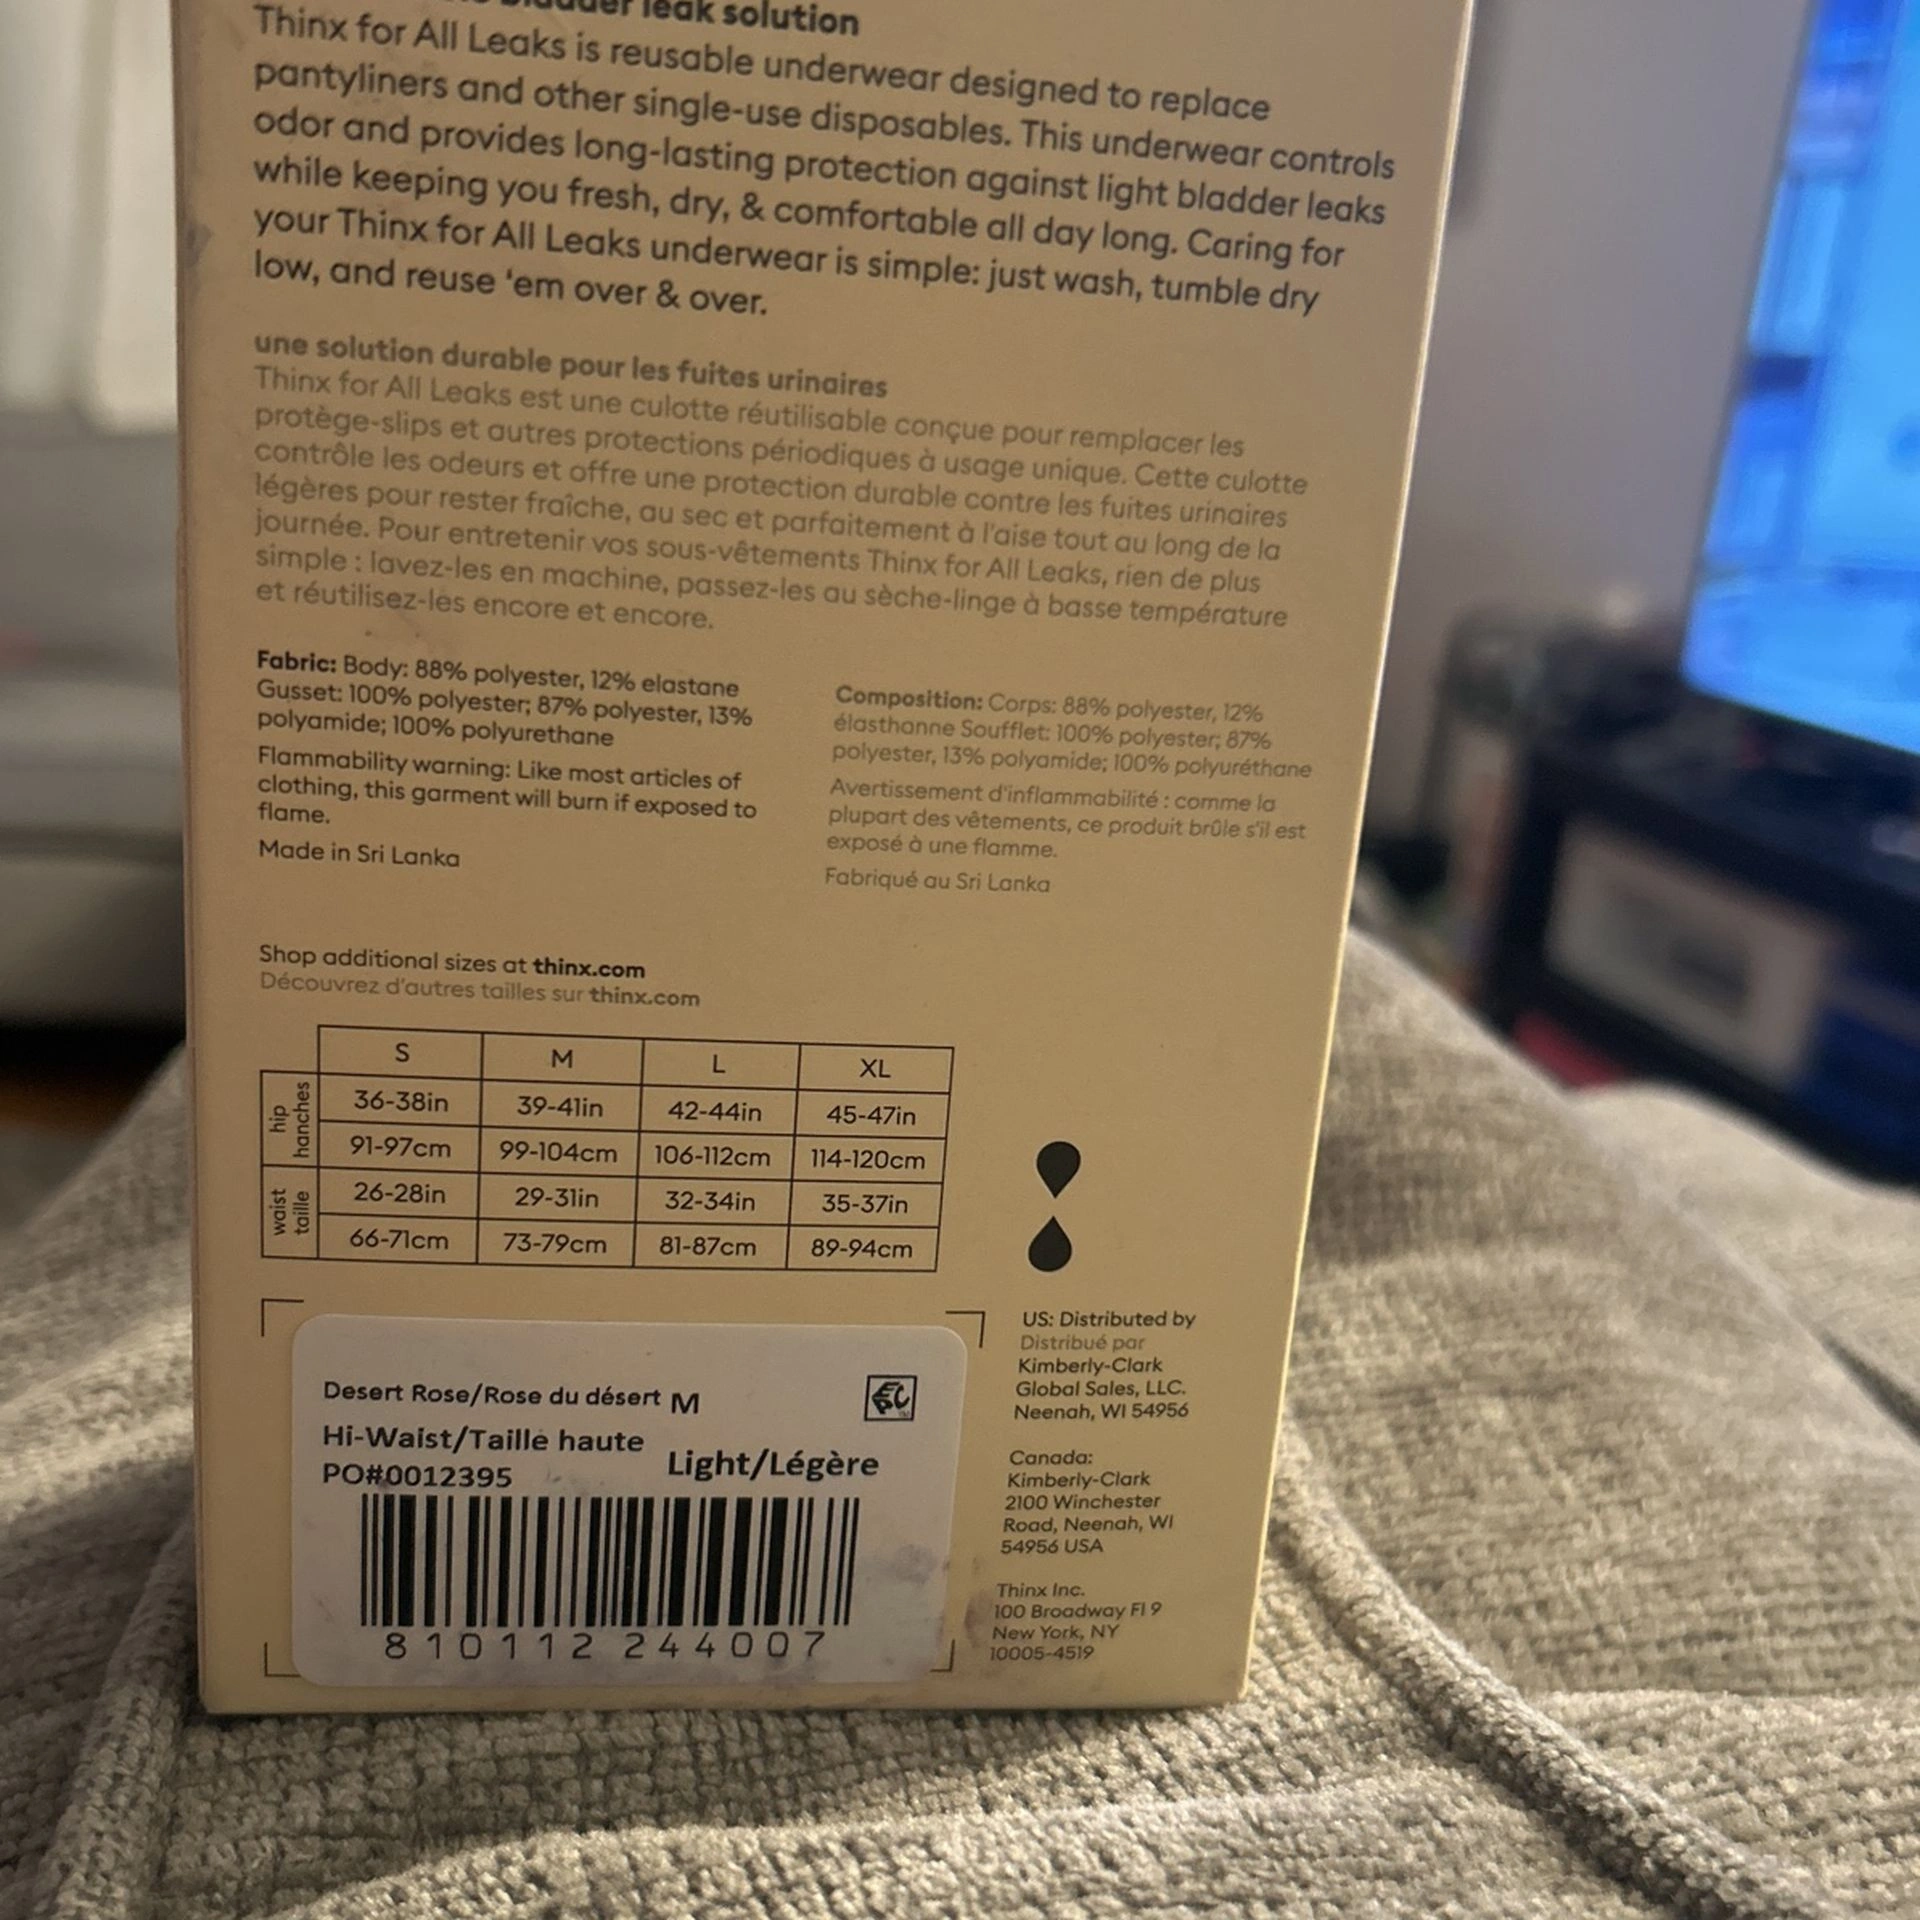 bladder leak solution
Thinx for All Leaks is reusable underwear designed to replace
pantyliners and other single-use disposables. This underwear controls
odor and provides long-lasting protection against light bladder leaks
while keeping you fresh, dry, & comfortable all day long. Caring for
your Thinx for All Leaks underwear is simple: just wash, tumble dry
low, and reuse ‘em over & over.
une solution durable pour les fuites urinaires
Thinx for All Leaks est une culotte réutilisable conçue pour remplacer les
protège-slips et autres protections périodiques à usage unique. Cette culotte
contrôle les odeurs et offre une protection durable contre les fuites urinaires
légères pour rester fraîche, au sec et parfaitement à l'aise tout au long de la
journée. Pour entretenir vos sous-vêtements Thinx for All Leaks, rien de plus
simple : lavez-les en machine, passez-les au sèche-linge à basse température
et réutilisez-les encore et encore.
Fabric: Body: 88% polyester, 12% elastane
Gusset: 100% polyester; 87% polyester, 13%
polyamide; 100% polyurethane
Flammability warning: Like most articles of
clothing, this garment will burn if exposed to
flame.
Made in Sri Lanka
Composition: Corps: 88% polyester, 12%
élasthanne Soufflet: 100% polyester; 87%
polyester, 13% polyamide; 100% polyuréthane
Avertissement d'inflammabilité : comme la
plupart des vêtements, ce produit brûle s'il est
exposé à une flamme.
Fabriqué au Sri Lanka
Shop additional sizes at thinx.com
Découvrez d'autres tailles sur thinx.com
S M L XL
hip
hanches
36-38in 39-41in 42-44in 45-47in
91-97cm 99-104cm 106-112cm 114-120cm
waist
taille
26-28in 29-31in 32-34in 35-37in
66-71cm 73-79cm 81-87cm 89-94cm
Desert Rose/Rose du désert M
Hi-Waist/Taille haute
Light/Légère
PO#0012395
8 10112 24400 7
US: Distributed by
Distribué par
Kimberly-Clark
Global Sales, LLC.
Neenah, WI 54956
Canada:
Kimberly-Clark
2100 Winchester
Road, Neenah, WI
54956 USA
Thinx Inc.
100 Broadway Fl 9
New York, NY
10005-4519